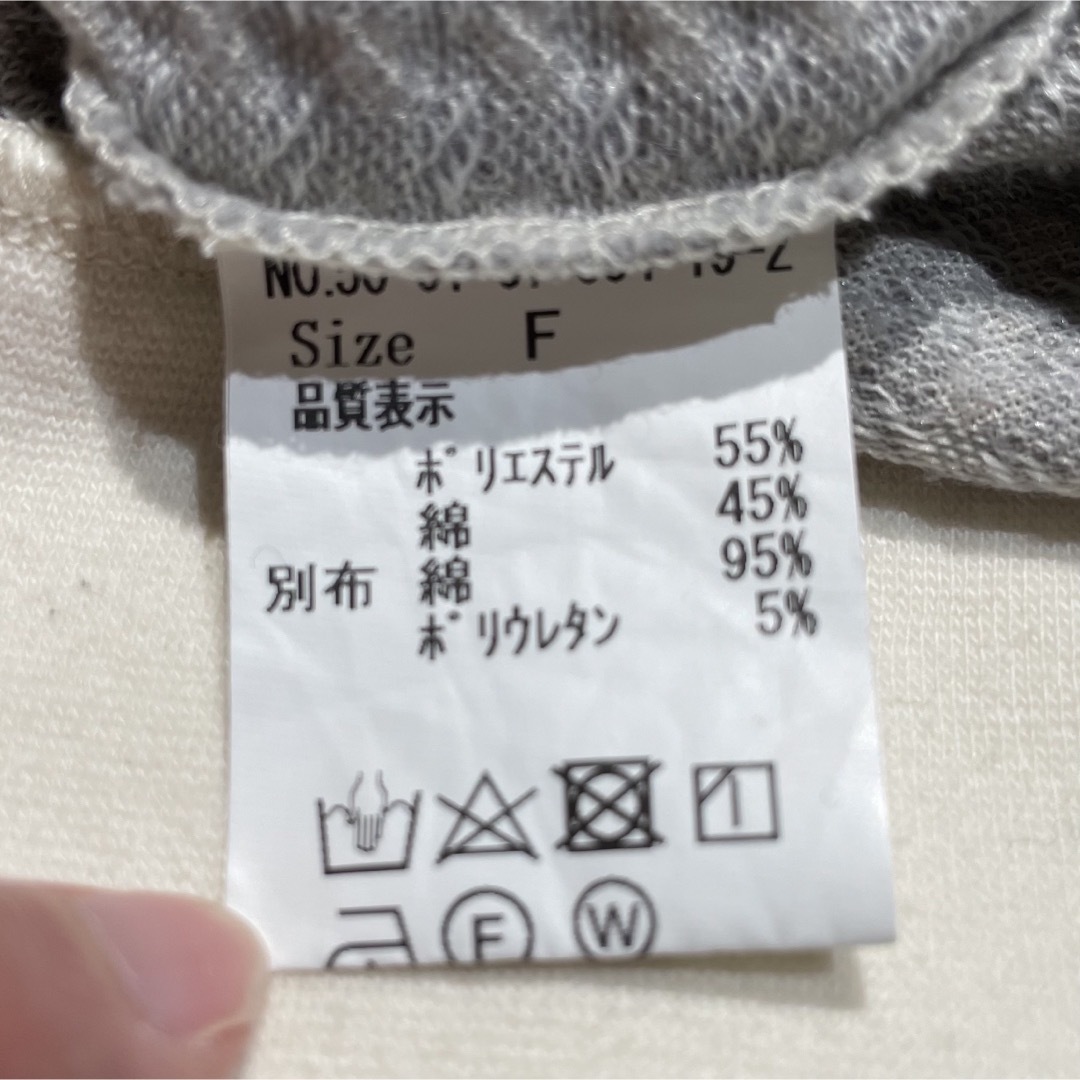 Size F
品質表示
ポリエステル 55%
綿 45%
別布 綿 95%
ポリウレタン 5%
F W